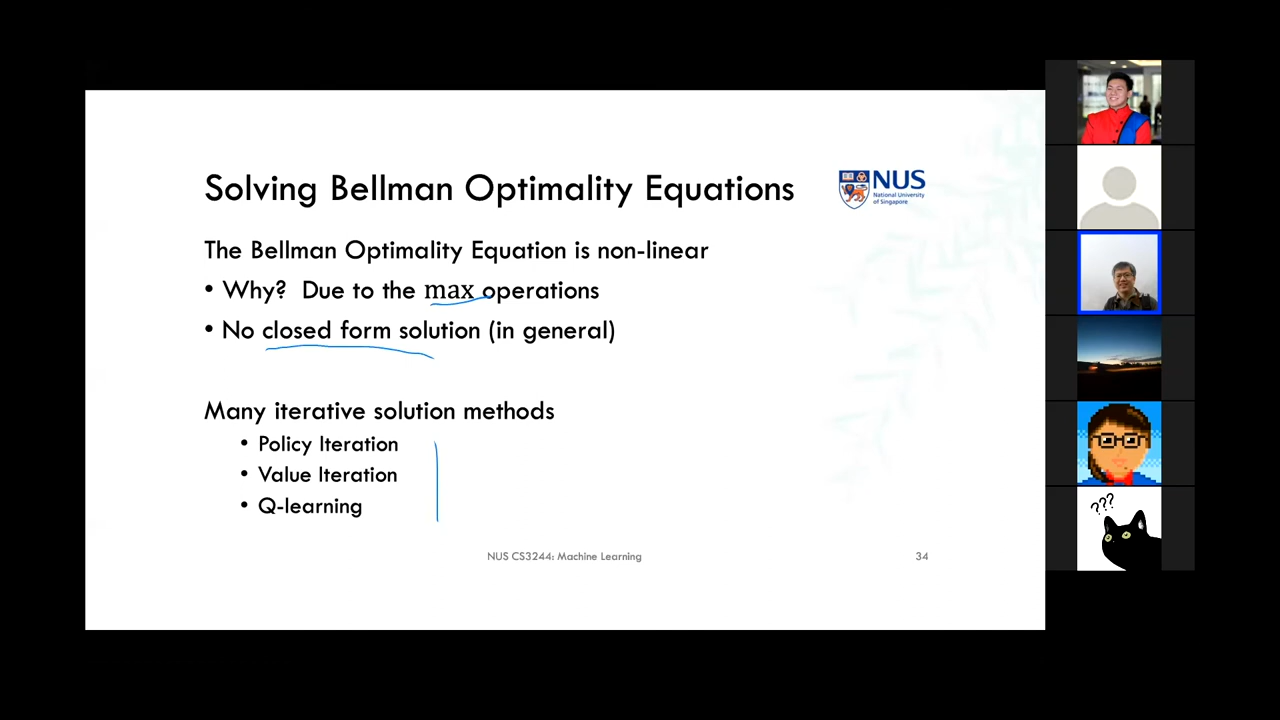 Solving Bellman Optimality Equations
NUS
National University
of Singapore
The Bellman Optimality Equation is non-linear
• Why? Due to the max operations
• No closed form solution (in general)
Many iterative solution methods
• Policy Iteration
• Value Iteration
• Q-learning
NUS CS3244: Machine Learning
34
???